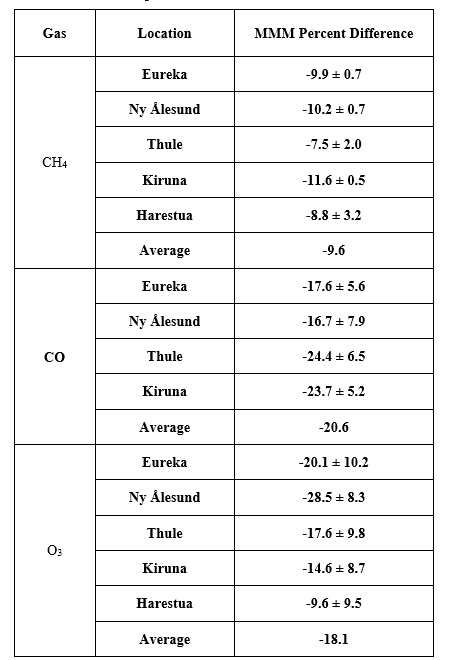 Gas Location MMM Percent Difference
CH₄
Eureka -9.9 ± 0.7
Ny Ålesund -10.2 ± 0.7
Thule -7.5 ± 2.0
Kiruna -11.6 ± 0.5
Harestua -8.8 ± 3.2
Average -9.6
CO
Eureka -17.6 ± 5.6
Ny Ålesund -16.7 ± 7.9
Thule -24.4 ± 6.5
Kiruna -23.7 ± 5.2
Average -20.6
O₃
Eureka -20.1 ± 10.2
Ny Ålesund -28.5 ± 8.3
Thule -17.6 ± 9.8
Kiruna -14.6 ± 8.7
Harestua -9.6 ± 9.5
Average -18.1